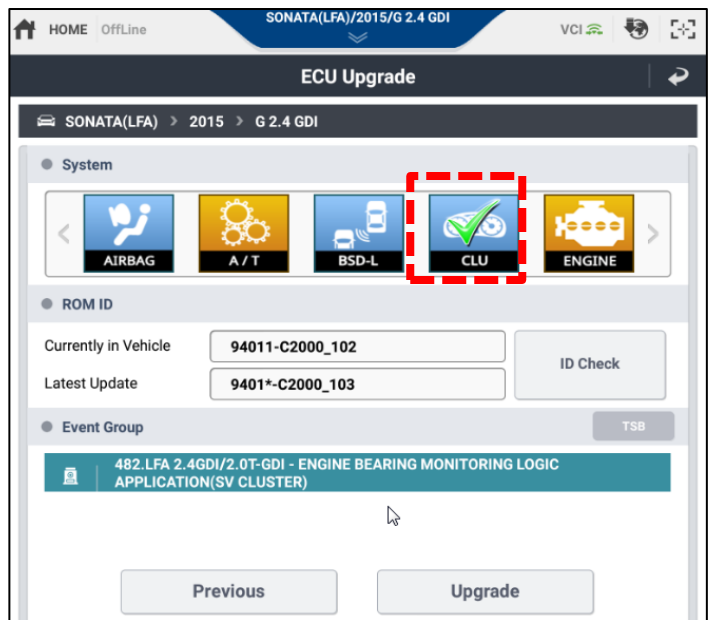 HOME OffLine SONATA(LFA)/2015/G 2.4 GDI VCI
ECU Upgrade
SONATA(LFA) > 2015 > G 2.4 GDI
System
AIRBAG A/T BSD-L CLU ENGINE
ROM ID
Currently in Vehicle 94011-C2000_102
ID Check
Latest Update 9401*-C2000_103
Event Group TSB
482.LFA 2.4GDI/2.0T-GDI - ENGINE BEARING MONITORING LOGIC
APPLICATION(SV CLUSTER)
Previous Upgrade